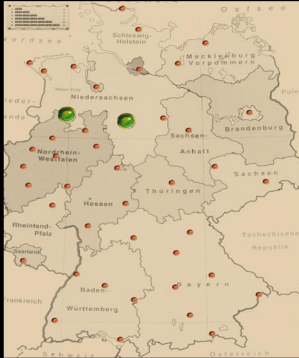 Ostsee
Nordsee
Schleswig-
Holstein
Mecklenburg
Vorpommern
Niedersachsen
Brandenburg
Sachsen-
Anhalt
Nordrhein-
Westfalen
Sachsen
Thüringen
Hessen
Rheinland-
Pfalz
Tschechische
Republik
Saarland
Bayern
Frankreich
Baden-
Württemberg
Schweiz
Österreich